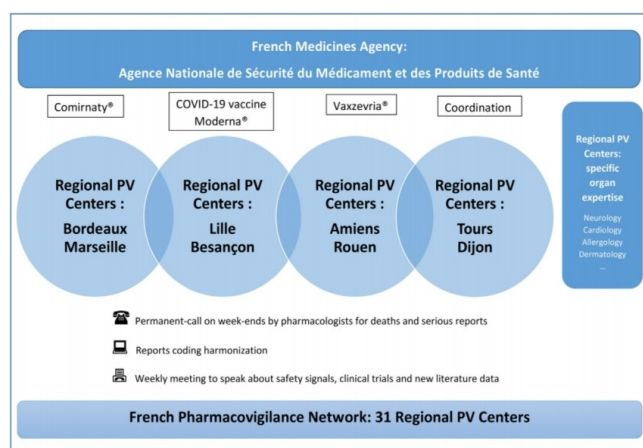 French Medicines Agency:
Agence Nationale de Sécurité du Médicament et des Produits de Santé
Comirnaty®
COVID-19 vaccine
Moderna®
Vaxzevria®
Coordination
Regional PV
Centers :
Bordeaux
Marseille
Regional PV
Centers :
Lille
Besançon
Regional PV
Centers :
Amiens
Rouen
Regional PV
Centers :
Tours
Dijon
Regional PV
Centers:
specific
organ
expertise
Neurology
Cardiology
Allergology
Dermatology
...
Permanent-call on week-ends by pharmacologists for deaths and serious reports
Reports coding harmonization
Weekly meeting to speak about safety signals, clinical trials and new literature data
French Pharmacovigilance Network: 31 Regional PV Centers